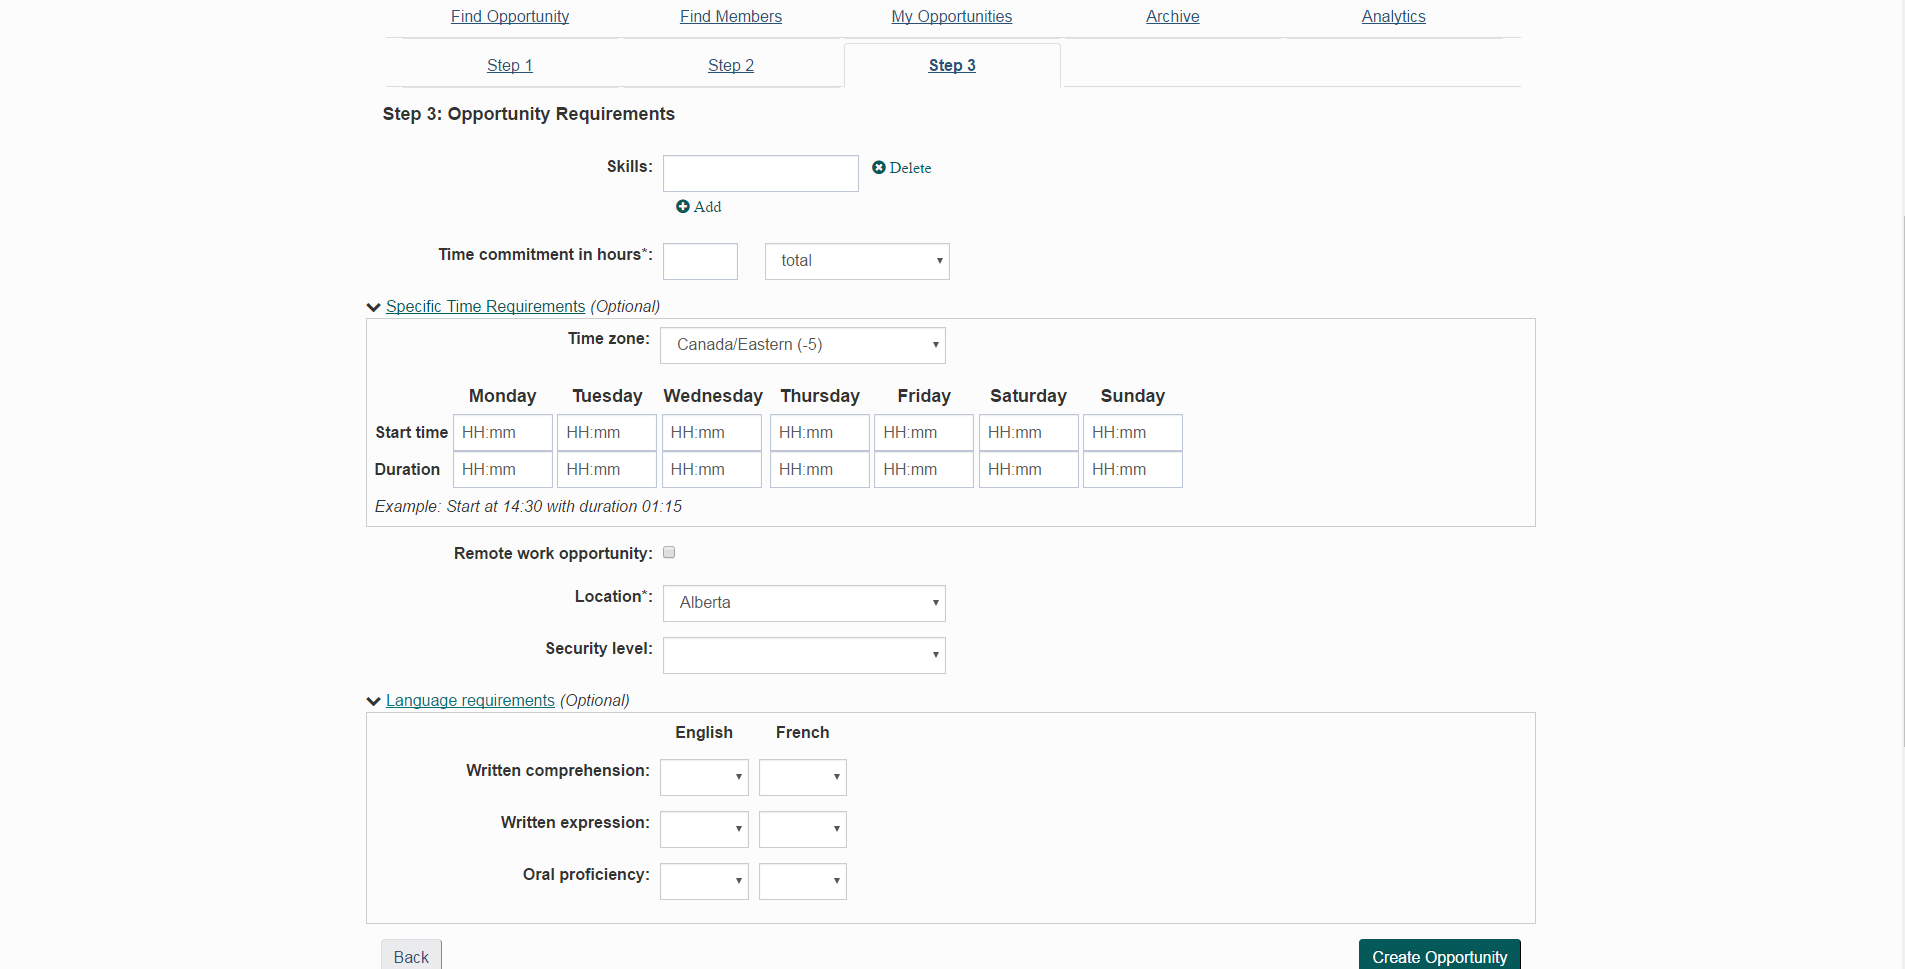 Find Opportunity Find Members My Opportunities Archive Analytics
Step 1 Step 2 Step 3
Step 3: Opportunity Requirements
Skills: Delete
Add
Time commitment in hours*: total
Specific Time Requirements (Optional)
Time zone: Canada/Eastern (-5)
Monday Tuesday Wednesday Thursday Friday Saturday Sunday
Start time HH:mm HH:mm HH:mm HH:mm HH:mm HH:mm HH:mm
Duration HH:mm HH:mm HH:mm HH:mm HH:mm HH:mm HH:mm
Example: Start at 14:30 with duration 01:15
Remote work opportunity:
Location*: Alberta
Security level:
Language requirements (Optional)
English French
Written comprehension:
Written expression:
Oral proficiency:
Back Create Opportunity